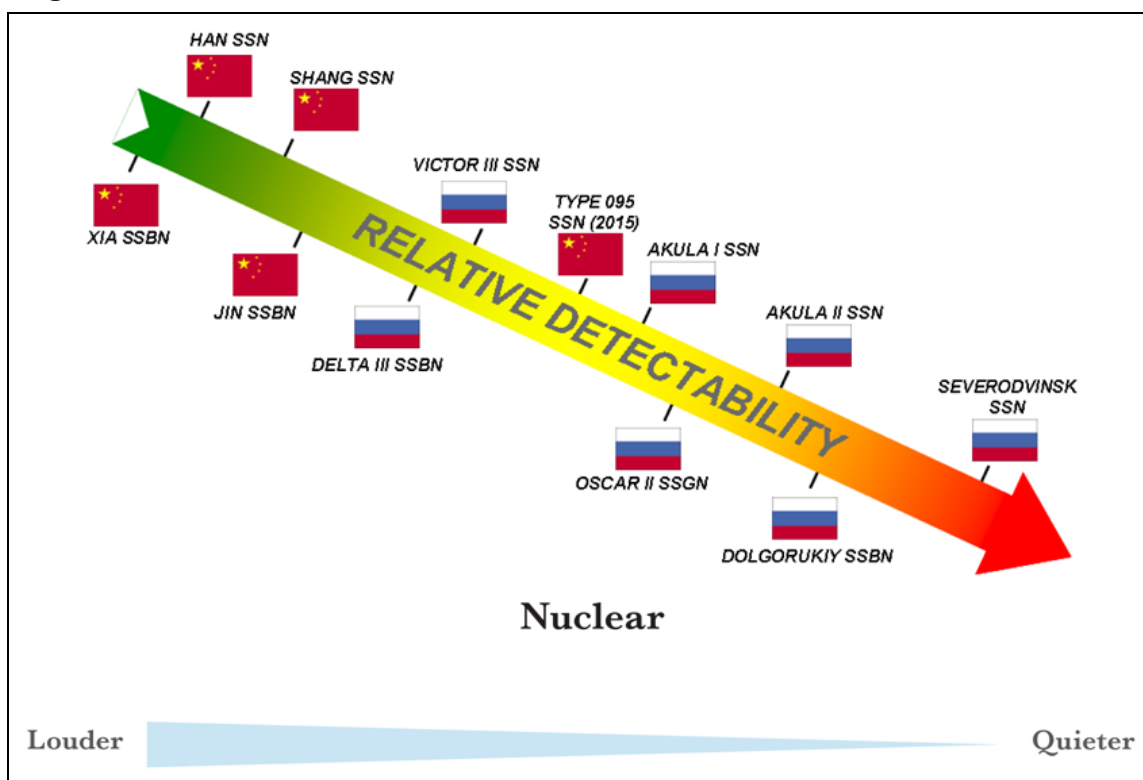 HAN SSN
SHANG SSN
XIA SSBN
VICTOR III SSN
TYPE 095
SSN (2015)
AKULA I SSN
JIN SSBN
DELTA III SSBN
RELATIVE DETECTABILITY
AKULA II SSN
SEVERODVINSK
SSN
OSCAR II SSGN
DOLGORUKIY SSBN
Nuclear
Louder
Quieter